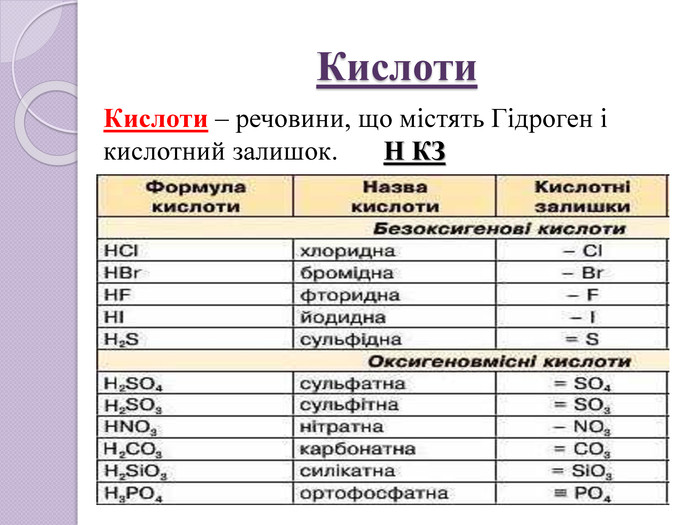 Кислоти
Кислоти – речовини, що містять Гідроген і
кислотний залишок. Н КЗ
Формула кислоти Назва кислоти Кислотні залишки
Безоксигенові кислоти
HCl хлоридна – Cl
HBr бромідна – Br
HF фторидна – F
HI йодидна – I
H₂S сульфідна = S
Оксигеновмісні кислоти
H₂SO₄ сульфатна = SO₄
H₂SO₃ сульфітна = SO₃
HNO₃ нітратна – NO₃
H₂CO₃ карбонатна = CO₃
H₂SiO₃ силікатна = SiO₃
H₃PO₄ ортофосфатна ≡ PO₄